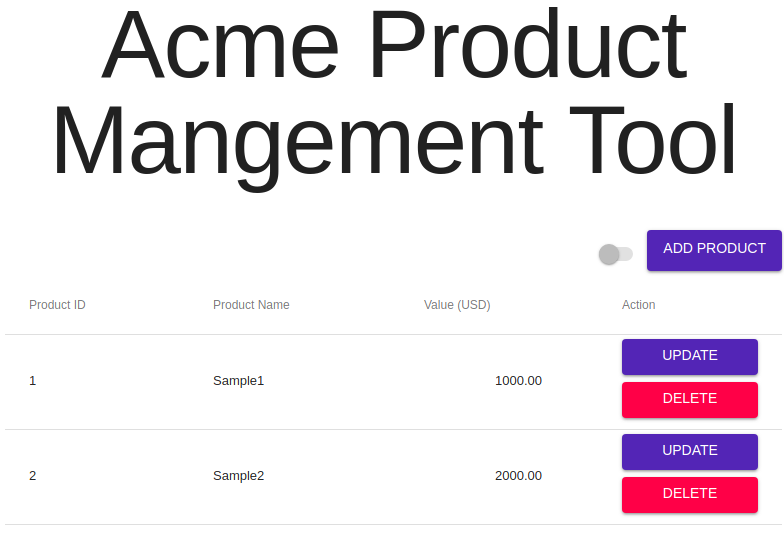 Acme Product
Mangement Tool
ADD PRODUCT
Product ID Product Name Value (USD) Action
1 Sample1 1000.00 UPDATE
DELETE
2 Sample2 2000.00 UPDATE
DELETE